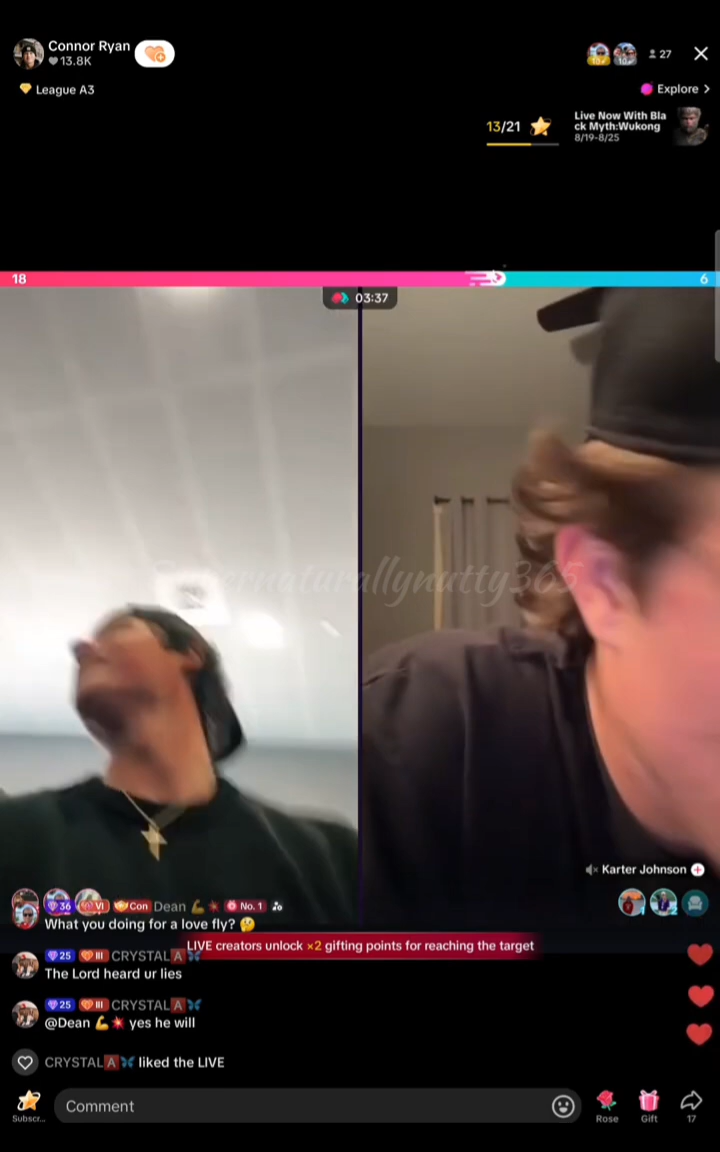 Connor Ryan
13.8K
27
League A3
Explore >
13/21
Live Now With Bla
ck Myth:Wukong
8/19-8/25
18
6
03:37
Karter Johnson
36 VI Con Dean No. 1
What you doing for a love fly?
LIVE creators unlock ×2 gifting points for reaching the target
25 III CRYSTAL A
The Lord heard ur lies
25 III CRYSTAL A
@Dean yes he will
CRYSTAL A liked the LIVE
Subscr...
Comment
Rose
Gift
17